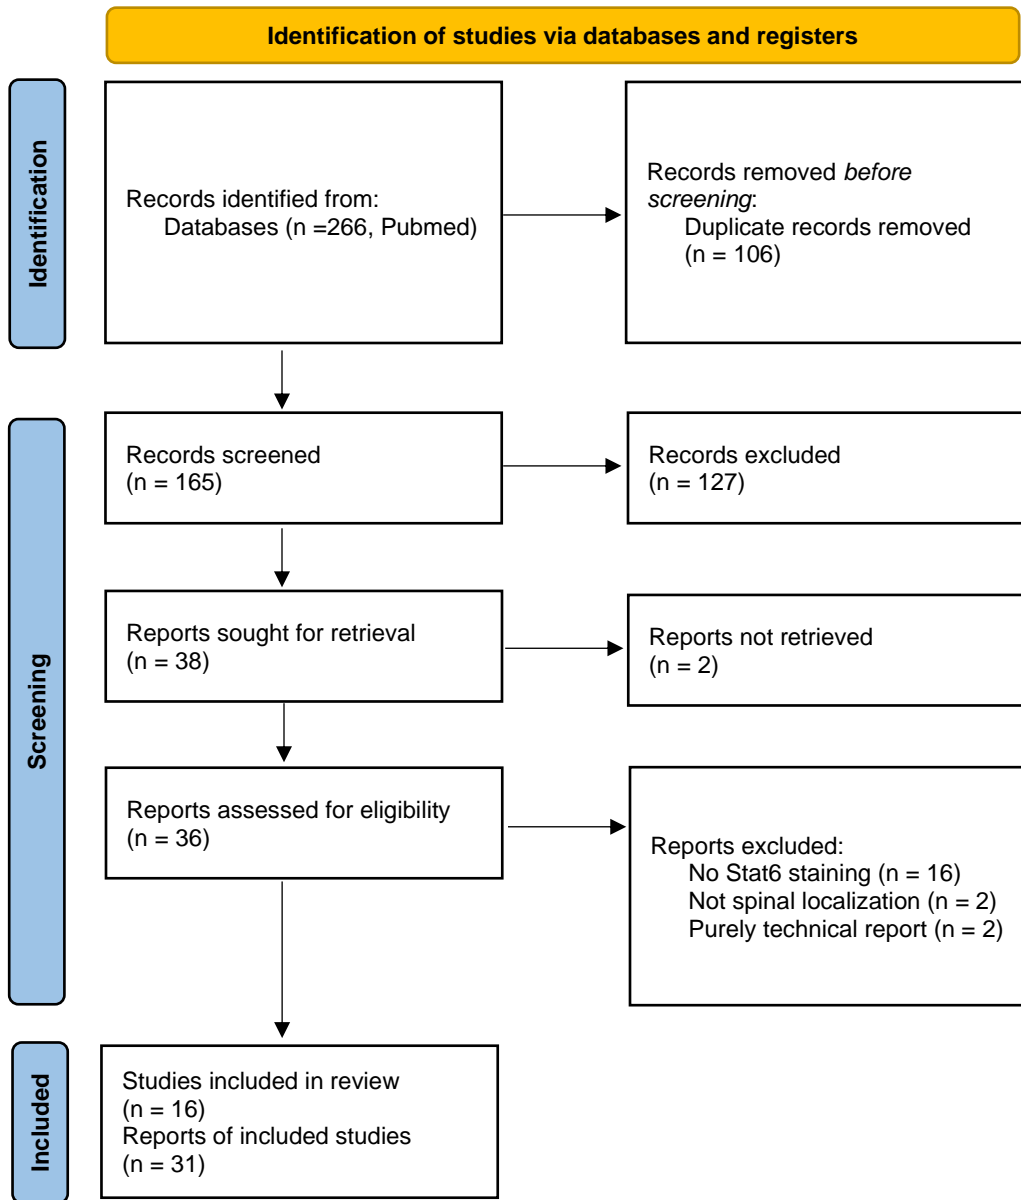 Identification of studies via databases and registers
Identification
Records identified from:
Databases (n =266, Pubmed)
Records removed before
screening:
Duplicate records removed
(n = 106)
Screening
Records screened
(n = 165)
Records excluded
(n = 127)
Reports sought for retrieval
(n = 38)
Reports not retrieved
(n = 2)
Reports assessed for eligibility
(n = 36)
Reports excluded:
No Stat6 staining (n = 16)
Not spinal localization (n = 2)
Purely technical report (n = 2)
Included
Studies included in review
(n = 16)
Reports of included studies
(n = 31)